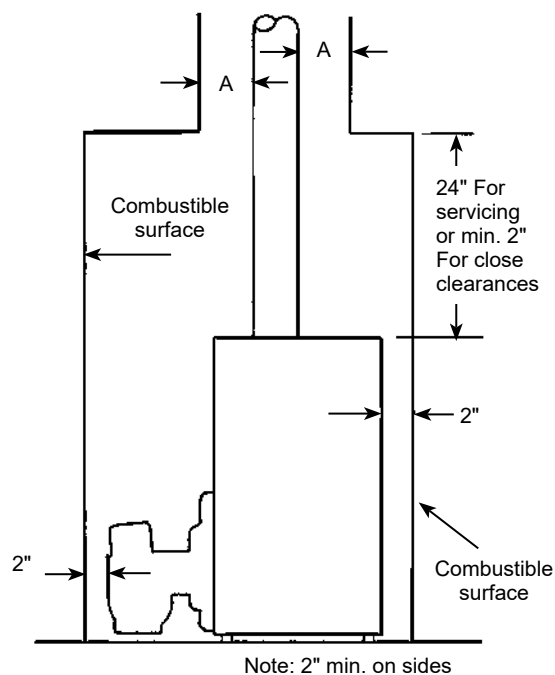 A
A
24" For
servicing
or min. 2"
For close
clearances
Combustible
surface
2"
2"
Combustible
surface
Note: 2" min. on sides